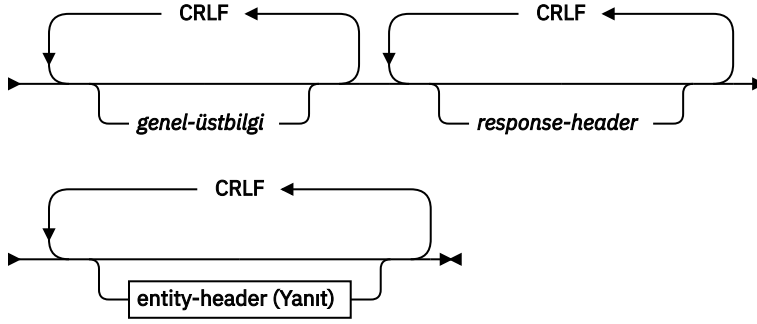 CRLF CRLF
genel-üstbilgi response-header
CRLF
entity-header (Yanıt)